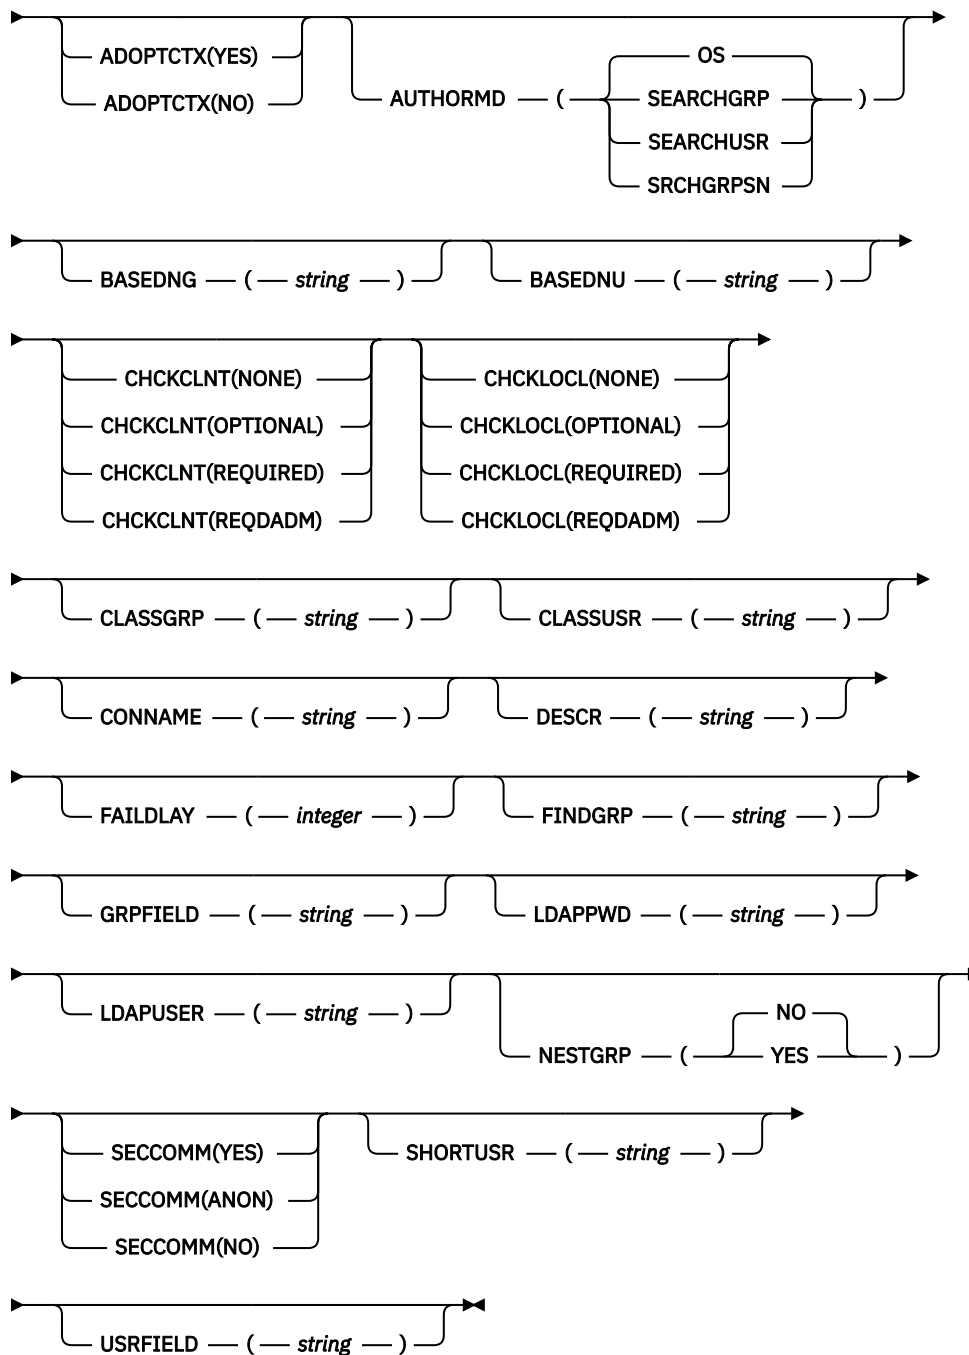 ADOPTCTX(YES)
ADOPTCTX(NO)
AUTHORMD ( OS
SEARCHGRP )
SEARCHUSR
SRCHGRPSN
BASEDNG ( string ) BASEDNU ( string )
CHCKCLNT(NONE) CHCKLOCL(NONE)
CHCKCLNT(OPTIONAL) CHCKLOCL(OPTIONAL)
CHCKCLNT(REQUIRED) CHCKLOCL(REQUIRED)
CHCKCLNT(REQDADM) CHCKLOCL(REQDADM)
CLASSGRP ( string ) CLASSUSR ( string )
CONNAME ( string ) DESCR ( string )
FAILDLAY ( integer ) FINDGRP ( string )
GRPFIELD ( string ) LDAPPWD ( string )
LDAPUSER ( string )
NO
NESTGRP ( YES )
SECCOMM(YES) SHORTUSR ( string )
SECCOMM(ANON)
SECCOMM(NO)
USRFIELD ( string )